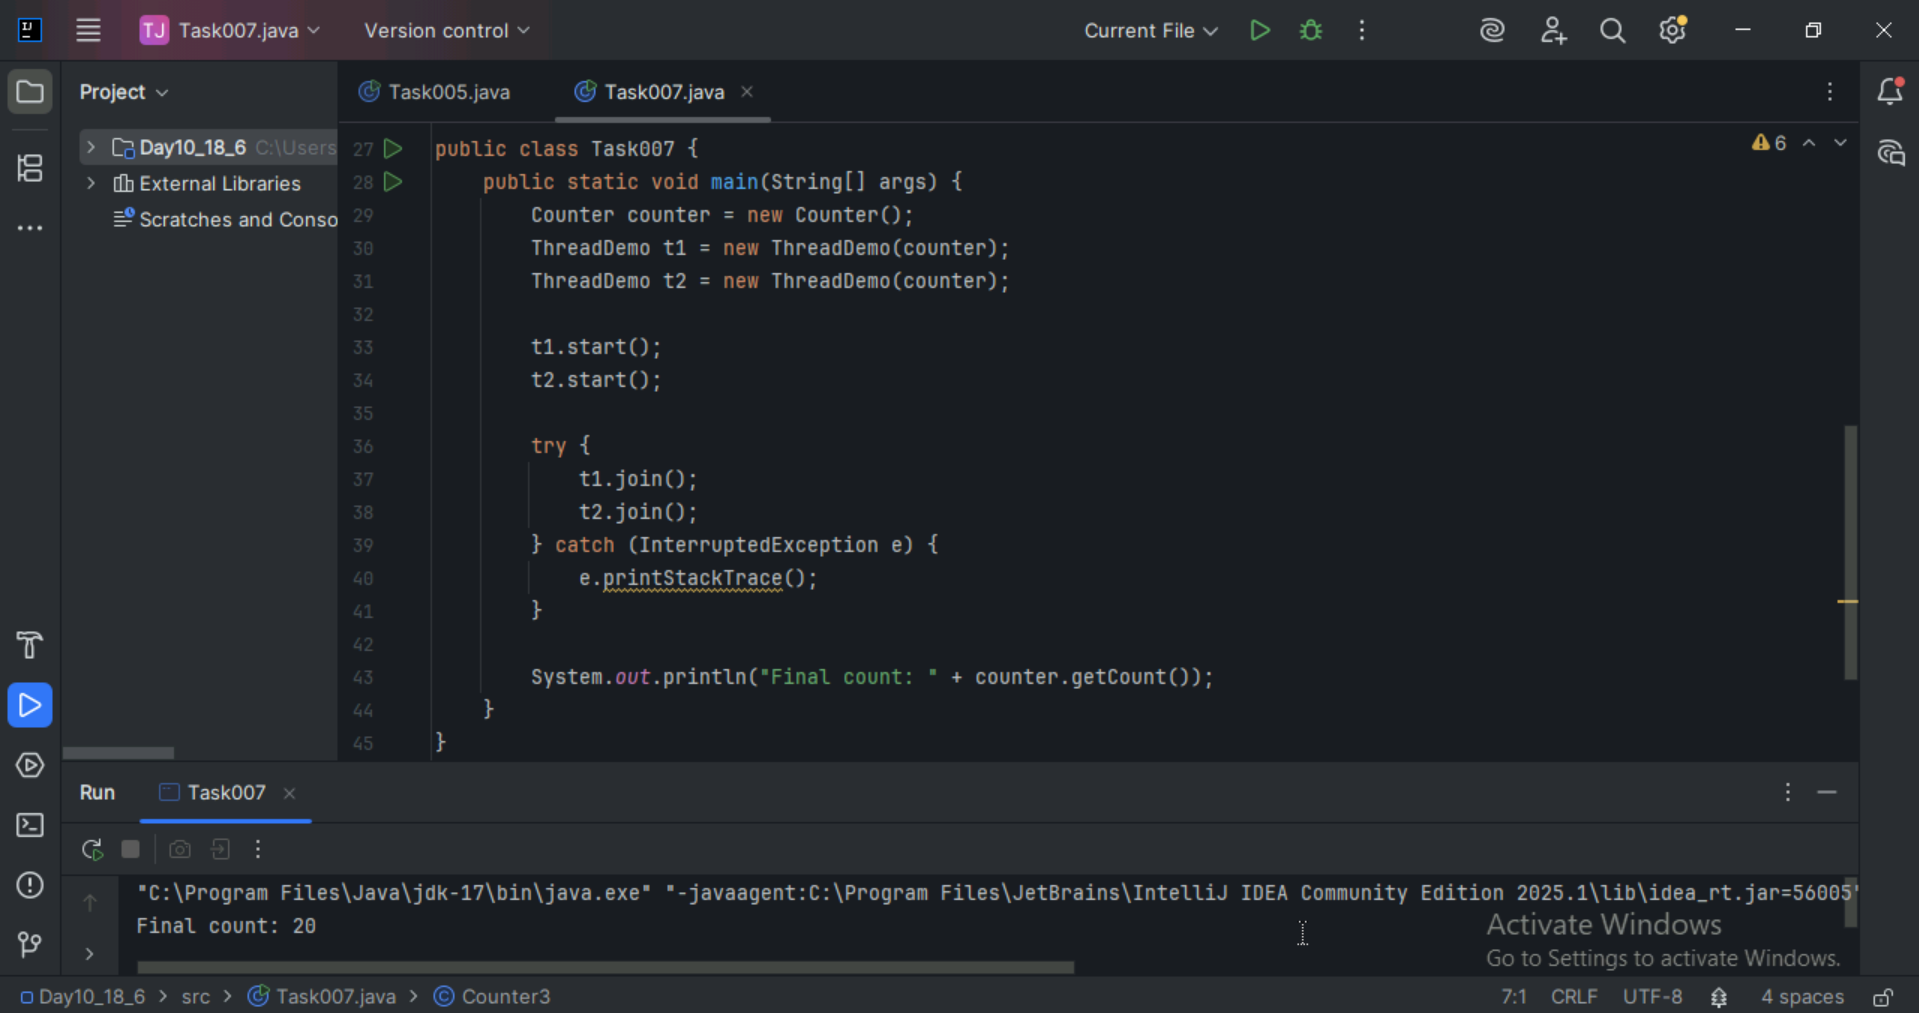 TJ Task007.java Version control Current File
Project
Day10_18_6 C:\Users
External Libraries
Scratches and Conso
Task005.java Task007.java
6
27 public class Task007 {
28 public static void main(String[] args) {
29 Counter counter = new Counter();
30 ThreadDemo t1 = new ThreadDemo(counter);
31 ThreadDemo t2 = new ThreadDemo(counter);
32
33 t1.start();
34 t2.start();
35
36 try {
37 t1.join();
38 t2.join();
39 } catch (InterruptedException e) {
40 e.printStackTrace();
41 }
42
43 System.out.println("Final count: " + counter.getCount());
44 }
45 }
Run Task007
"C:\Program Files\Java\jdk-17\bin\java.exe" "-javaagent:C:\Program Files\JetBrains\IntelliJ IDEA Community Edition 2025.1\lib\idea_rt.jar=56005"
Final count: 20
Activate Windows
Go to Settings to activate Windows.
Day10_18_6 > src > Task007.java > Counter3 7:1 CRLF UTF-8 4 spaces